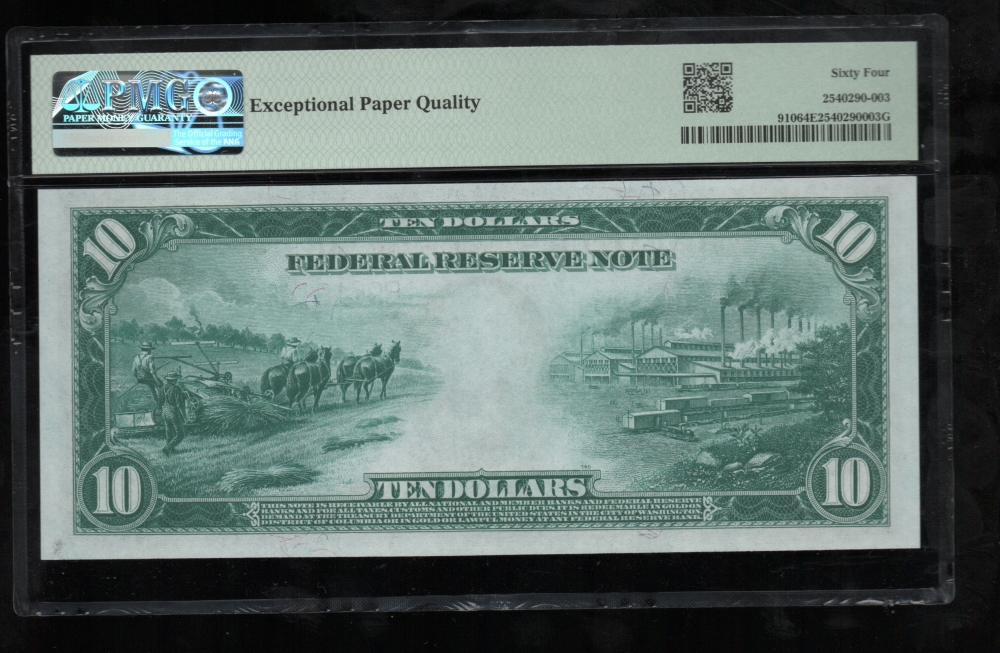 PMG
PAPER MONEY GUARANTY
The Official Grading
Service of the ANA
Exceptional Paper Quality
Sixty Four
2540290-003
91064E2540290003G
10
TEN DOLLARS
10
FEDERAL RESERVE NOTE
10
TEN DOLLARS
10
THIS NOTE IS RECEIVABLE BY ALL NATIONAL AND MEMBER BANKS AND FEDERAL RESERVE
BANKS AND FOR ALL TAXES, CUSTOMS AND OTHER PUBLIC DUES. IT IS REDEEMABLE IN GOLD ON
DEMAND AT THE TREASURY DEPARTMENT OF THE UNITED STATES IN THE CITY OF WASHINGTON,
DISTRICT OF COLUMBIA OR IN GOLD OR LAWFUL MONEY AT ANY FEDERAL RESERVE BANK.